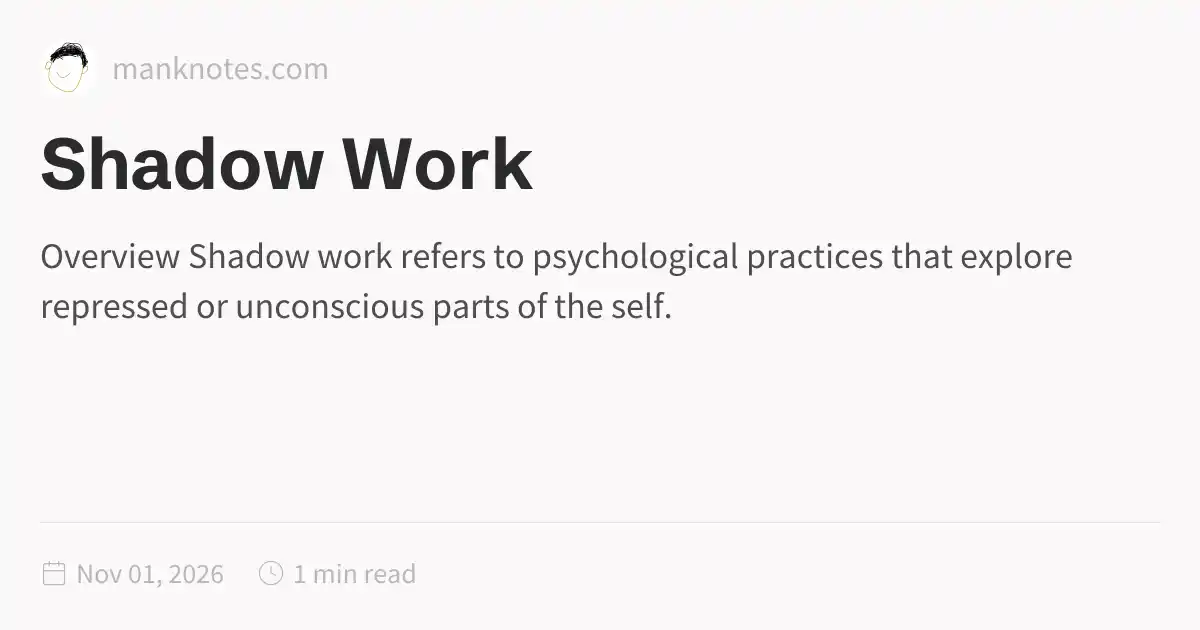 manknotes.com
Shadow Work
Overview Shadow work refers to psychological practices that explore
repressed or unconscious parts of the self.
Nov 01, 2026 1 min read